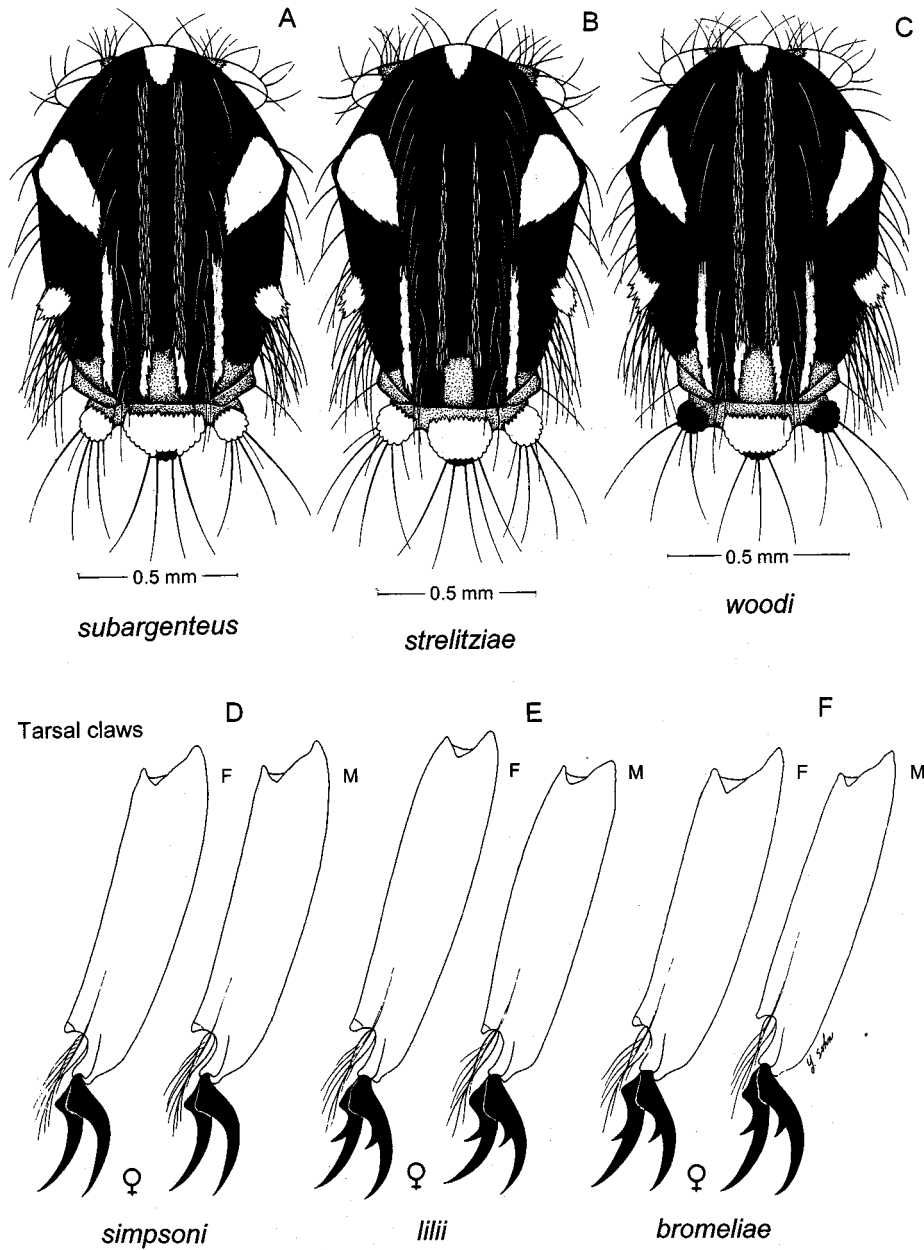 A
B
C
0.5 mm
0.5 mm
0.5 mm
subargenteus
strelitziae
woodi
Tarsal claws
D
E
F
F
M
F
M
F
M
♀
♀
♀
simpsoni
lilii
bromeliae